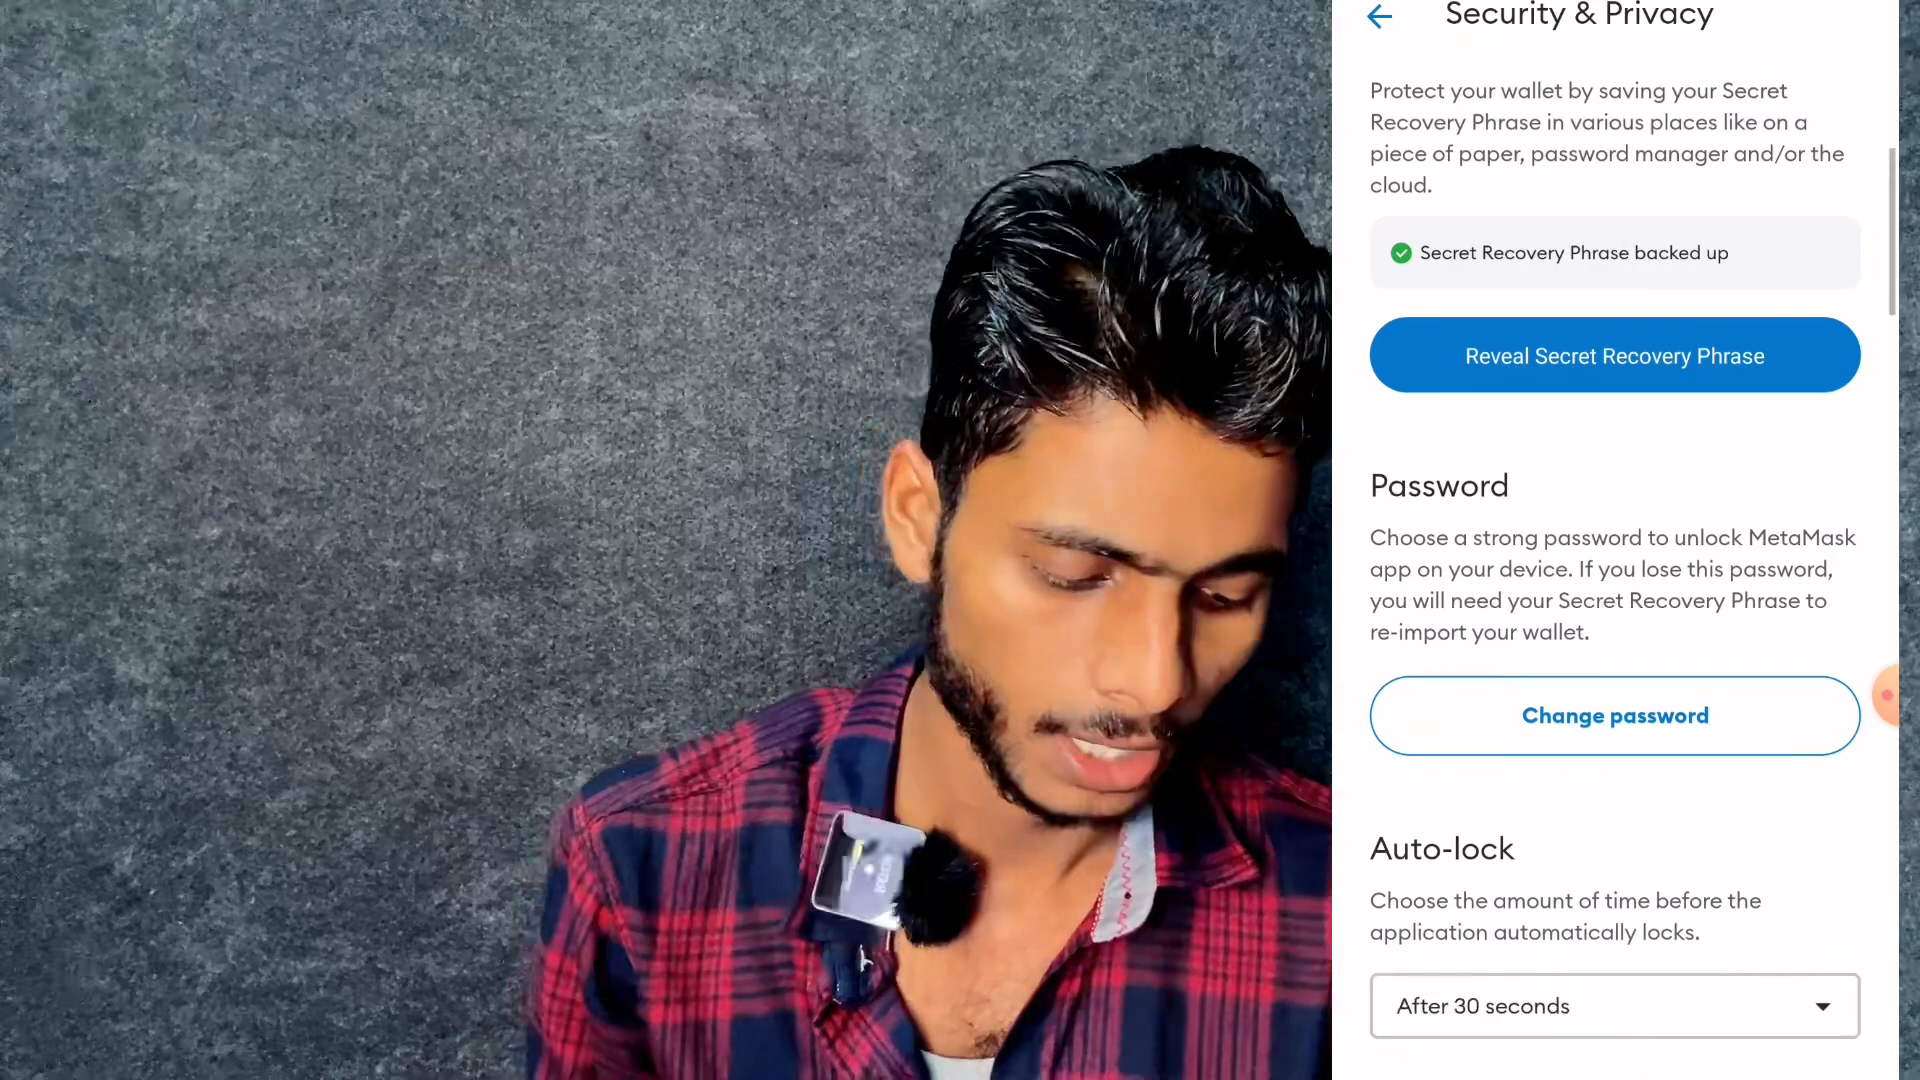 Security & Privacy
Protect your wallet by saving your Secret
Recovery Phrase in various places like on a
piece of paper, password manager and/or the
cloud.
Secret Recovery Phrase backed up
Reveal Secret Recovery Phrase
Password
Choose a strong password to unlock MetaMask
app on your device. If you lose this password,
you will need your Secret Recovery Phrase to
re-import your wallet.
Change password
Auto-lock
Choose the amount of time before the
application automatically locks.
After 30 seconds